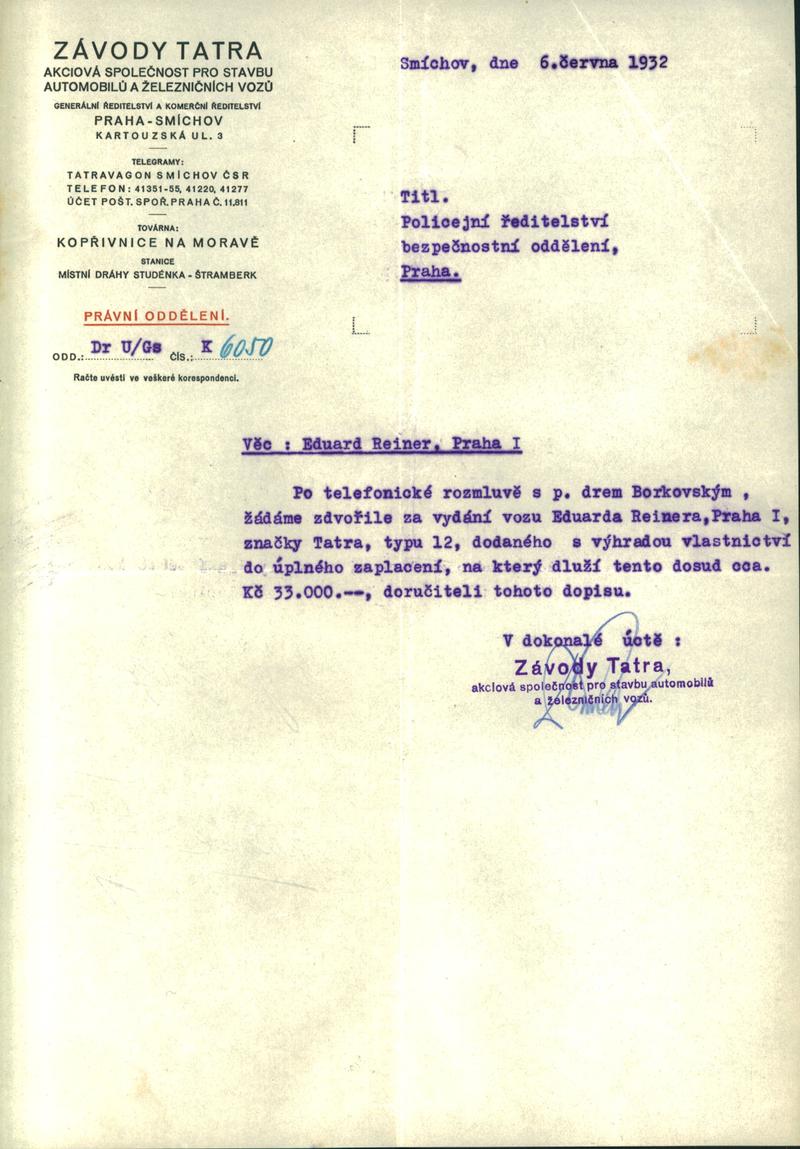 ZÁVODY TATRA
AKCIOVÁ SPOLEČNOST PRO STAVBU
AUTOMOBILŮ A ŽELEZNIČNÍCH VOZŮ
GENERÁLNÍ ŘEDITELSTVÍ A KOMERČNÍ ŘEDITELSTVÍ
PRAHA-SMÍCHOV
KARTOUZSKÁ UL. 3
TELEGRAMY:
TATRAVAGON SMÍCHOV ČSR
TELEFON: 41351-55, 41220, 41277
ÚČET POŠT. SPOŘ. PRAHA Č. 11,811
TOVÁRNA:
KOPŘIVNICE NA MORAVĚ
STANICE
MÍSTNÍ DRÁHY STUDÉNKA - ŠTRAMBERK
PRÁVNÍ ODDĚLENÍ.
ODD.: Dr U/Gs ČÍS.: K 6050
Račte uvésti ve veškeré korespondenci.
Smíchov, dne 6.června 1932
Titl.
Policejní ředitelství
bezpečnostní oddělení,
Praha.
Věc : Eduard Reiner, Praha I
Po telefonické rozmluvě s p. drem Borkovským ,
žádáme zdvořile za vydání vozu Eduarda Reinera,Praha I,
značky Tatra, typu 12, dodaného s výhradou vlastnictví
do úplného zaplacení, na který dluží tento dosud cca.
Kč 33.000.--, doručiteli tohoto dopisu.
V dokonalé úctě :
Závody Tatra,
akciová společnost pro stavbu automobilů
a železničních vozů.